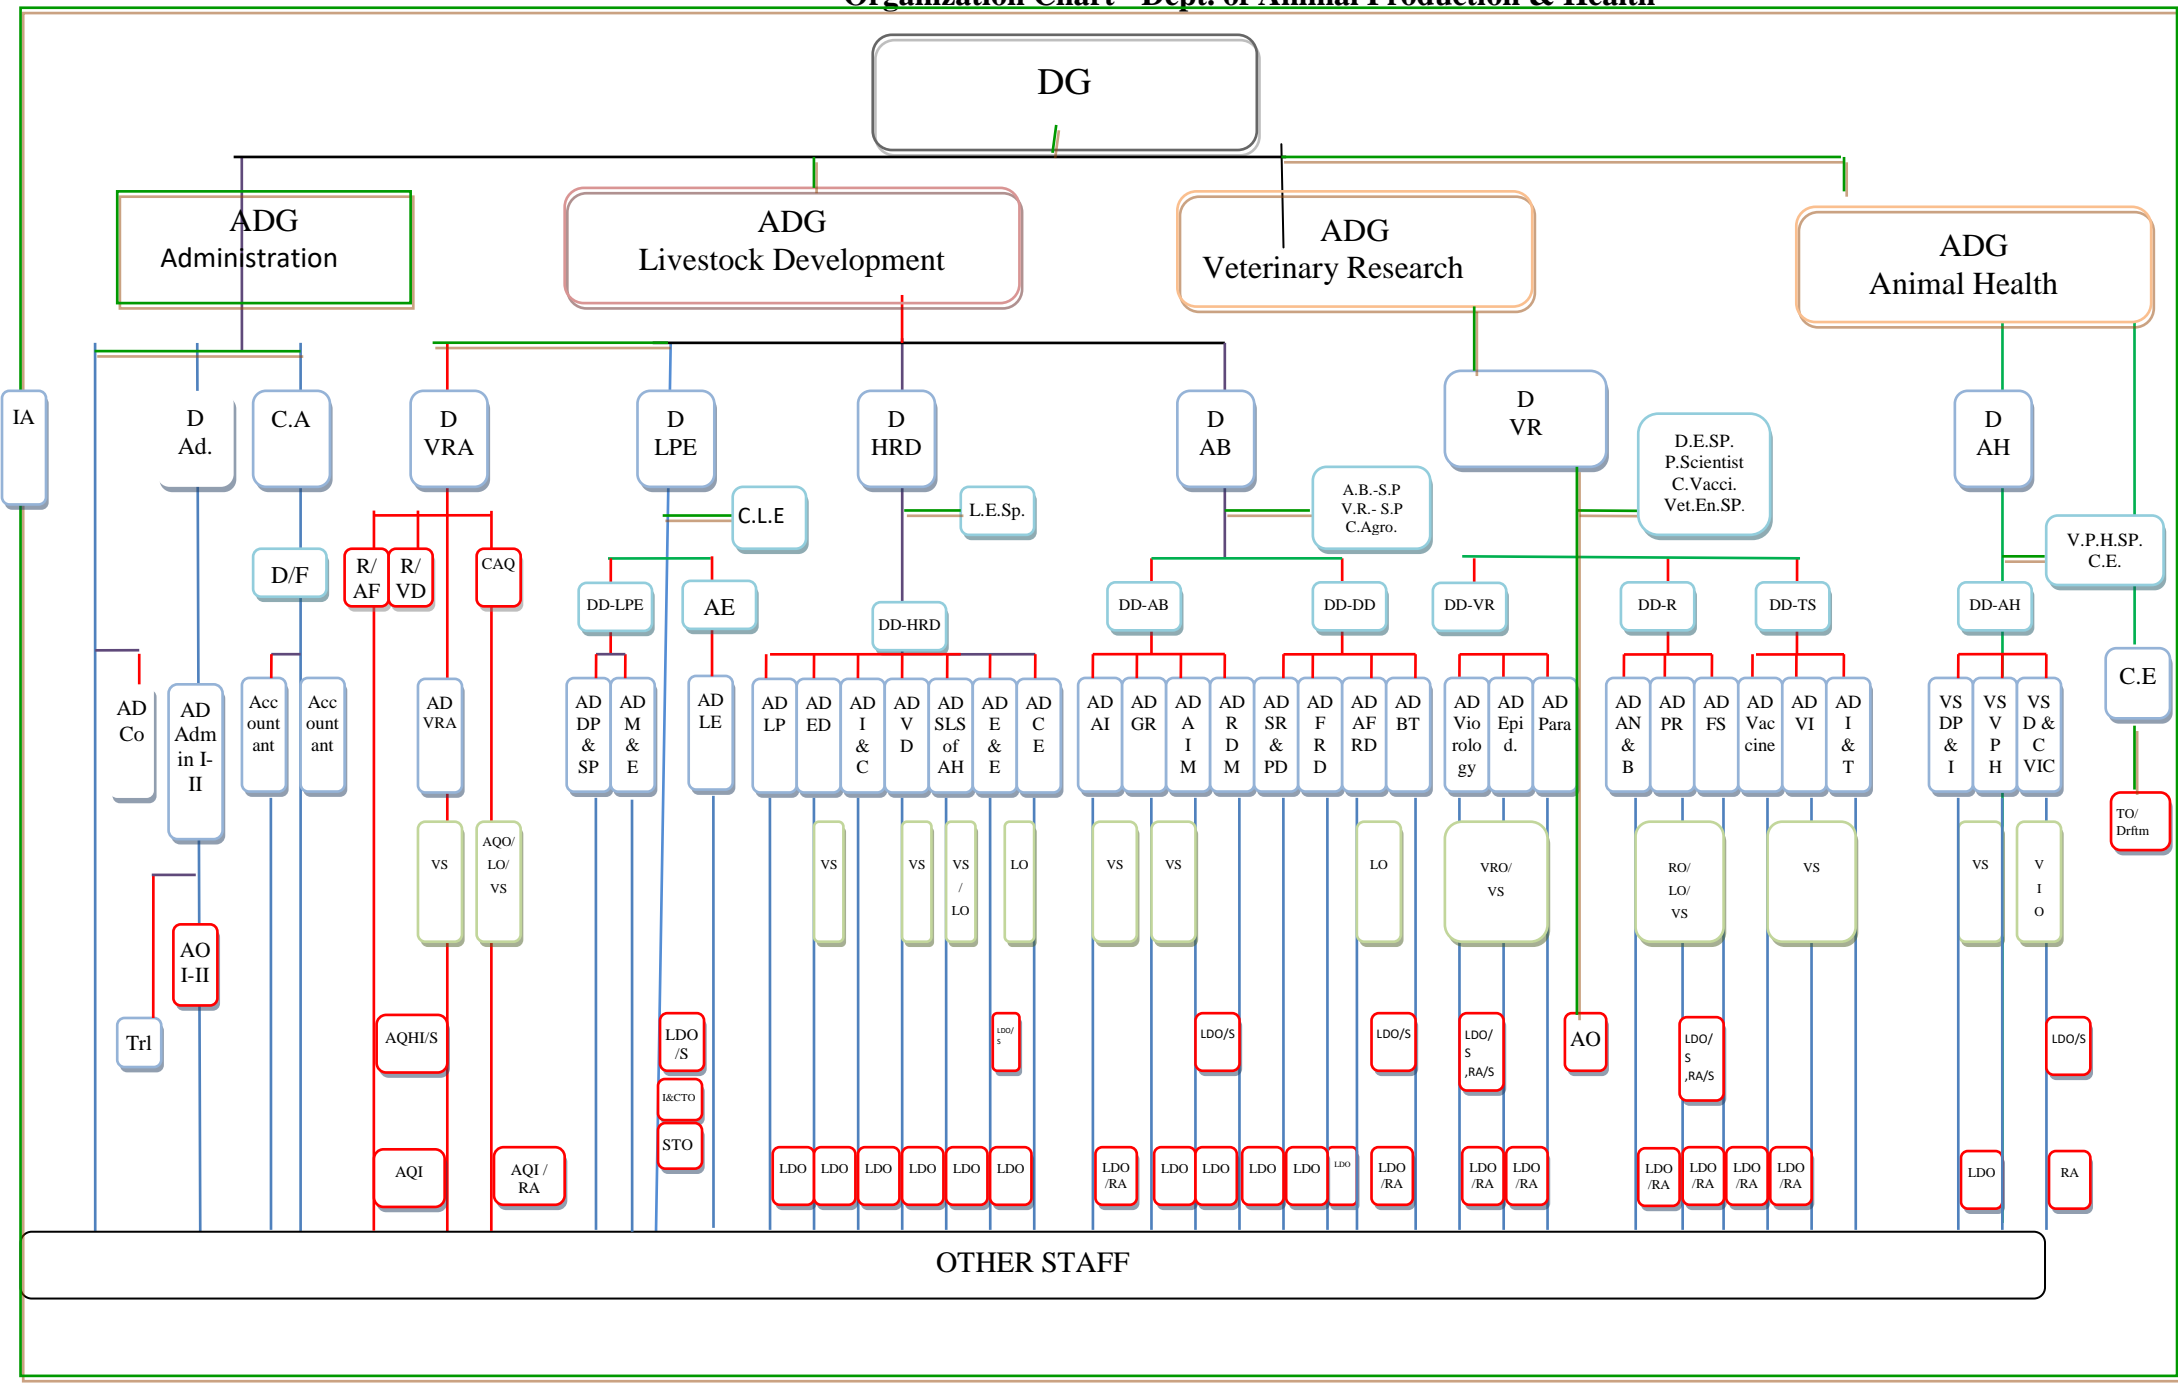 Organization Chart - Dept. of Animal Production & Health
DG
ADG
Administration
ADG
Livestock Development
ADG
Veterinary Research
ADG
Animal Health
IA
D
Ad.
C.A
D
VRA
D
LPE
D
HRD
D
AB
D
VR
D
AH
D.E.SP.
P.Scientist
C.Vacci.
Vet.En.SP.
A.B.-S.P
V.R.- S.P
C.Agro.
C.L.E
L.E.Sp.
V.P.H.SP.
C.E.
D/F
R/
AF
R/
VD
CAQ
DD-LPE
AE
DD-HRD
DD-AB
DD-DD
DD-VR
DD-R
DD-TS
DD-AH
C.E
AD
Co
AD
Adm
in I-
II
Acc
ount
ant
Acc
ount
ant
AD
VRA
AD
DP
&
SP
AD
M
&
E
AD
LE
AD
LP
AD
ED
AD
I
&
C
AD
V
D
AD
SLS
of
AH
AD
E
&
E
AD
C
E
AD
AI
AD
GR
AD
A
I
M
AD
R
D
M
AD
SR
&
PD
AD
F
R
D
AD
AF
RD
AD
BT
AD
Vio
rolo
gy
AD
Epi
d.
AD
Para
AD
AN
&
B
AD
PR
AD
FS
AD
Vac
cine
AD
VI
AD
I
&
T
VS
DP
&
I
VS
V
P
H
VS
D &
C
VIC
TO/
Drftm
VS
AQO/
LO/
VS
VS
VS
VS
/
LO
LO
VS
VS
LO
VRO/
VS
RO/
LO/
VS
VS
VS
V
I
O
AO
I-II
Trl
AQHI/S
LDO
/S
I&CTO
STO
LDO/
S
LDO/S
LDO/S
LDO/
S
,RA/S
AO
LDO/
S
,RA/S
LDO/S
AQI
AQI /
RA
LDO
LDO
LDO
LDO
LDO
LDO
LDO
/RA
LDO
LDO
LDO
LDO
LDO
LDO
/RA
LDO
/RA
LDO
/RA
LDO
/RA
LDO
/RA
LDO
/RA
LDO
/RA
LDO
RA
OTHER STAFF